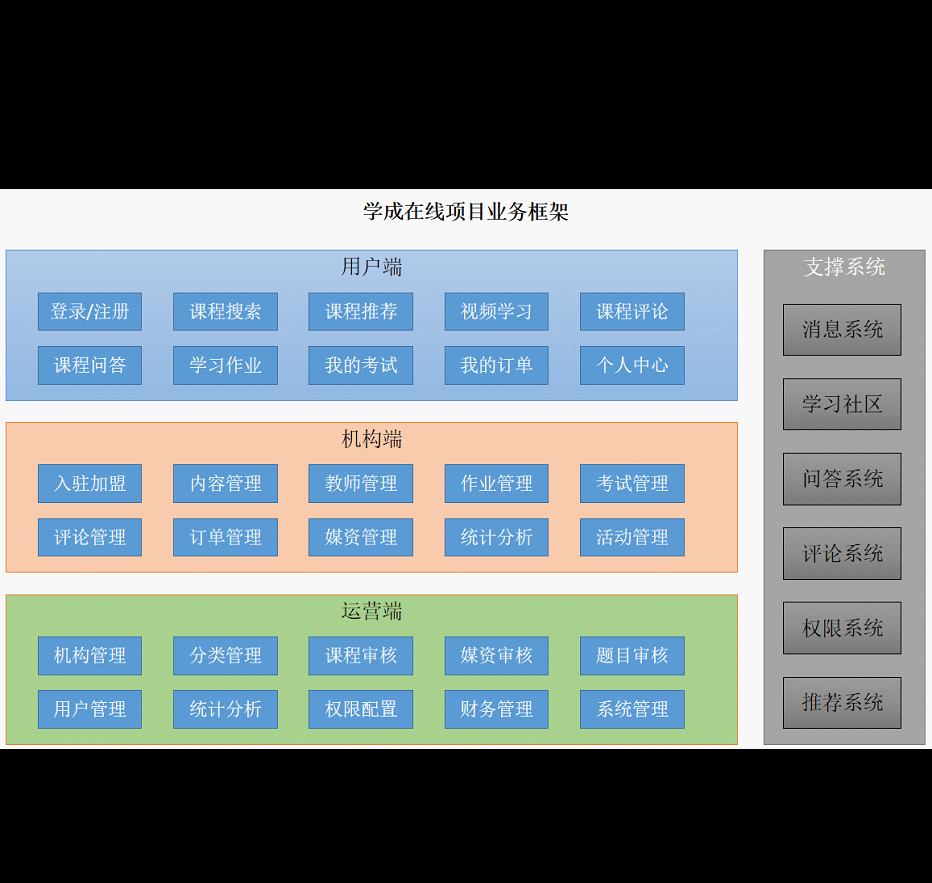 学成在线项目业务框架
用户端
登录/注册
课程搜索
课程推荐
视频学习
课程评论
课程问答
学习作业
我的考试
我的订单
个人中心
机构端
入驻加盟
内容管理
教师管理
作业管理
考试管理
评论管理
订单管理
媒资管理
统计分析
活动管理
运营端
机构管理
分类管理
课程审核
媒资审核
题目审核
用户管理
统计分析
权限配置
财务管理
系统管理
支撑系统
消息系统
学习社区
问答系统
评论系统
权限系统
推荐系统